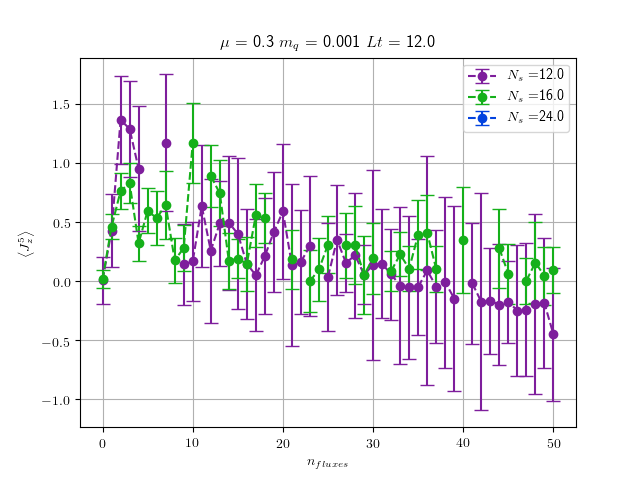 μ = 0.3 m_q = 0.001 Lt = 12.0
N_s =12.0
N_s =16.0
N_s =24.0
⟨J_z^5⟩
1.5
1.0
0.5
0.0
−0.5
−1.0
0 10 20 30 40 50
n_fluxes